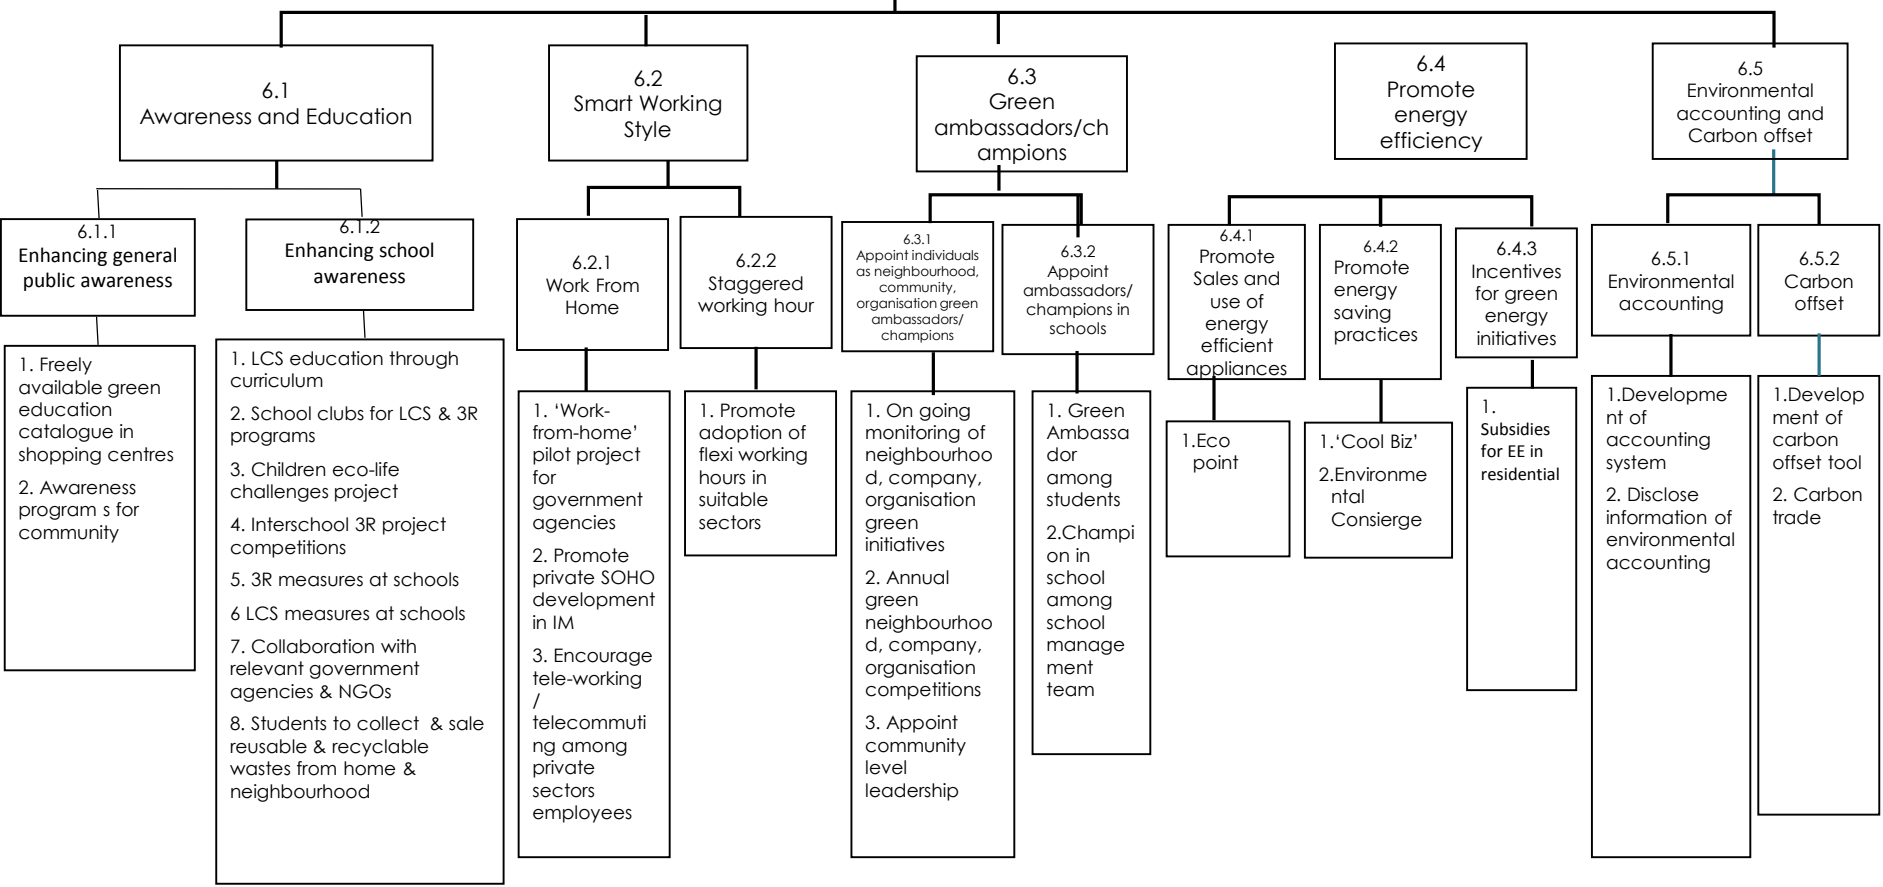 6.1
Awareness and Education
6.2
Smart Working
Style
6.3
Green
ambassadors/ch
ampions
6.4
Promote
energy
efficiency
6.5
Environmental
accounting and
Carbon offset
6.1.1
Enhancing general
public awareness
6.1.2
Enhancing school
awareness
6.2.1
Work From
Home
6.2.2
Staggered
working hour
6.3.1
Appoint individuals
as neighbourhood,
community,
organisation green
ambassadors/
champions
6.3.2
Appoint
ambassadors/
champions in
schools
6.4.1
Promote
Sales and
use of
energy
efficient
appliances
6.4.2
Promote
energy
saving
practices
6.4.3
Incentives
for green
energy
initiatives
6.5.1
Environmental
accounting
6.5.2
Carbon
offset
1. Freely
available green
education
catalogue in
shopping centres
2. Awareness
program s for
community
1. LCS education through
curriculum
2. School clubs for LCS & 3R
programs
3. Children eco-life
challenges project
4. Interschool 3R project
competitions
5. 3R measures at schools
6 LCS measures at schools
7. Collaboration with
relevant government
agencies & NGOs
8. Students to collect & sale
reusable & recyclable
wastes from home &
neighbourhood
1. ‘Work-
from-home’
pilot project
for
government
agencies
2. Promote
private SOHO
development
in IM
3. Encourage
tele-working
/
telecommuti
ng among
private
sectors
employees
1. Promote
adoption of
flexi working
hours in
suitable
sectors
1. On going
monitoring of
neighbourhoo
d, company,
organisation
green
initiatives
2. Annual
green
neighbourhoo
d, company,
organisation
competitions
3. Appoint
community
level
leadership
1. Green
Ambassa
dor
among
students
2.Champi
on in
school
among
school
manage
ment
team
1.Eco
point
1.‘Cool Biz’
2.Environme
ntal
Consierge
1.
Subsidies
for EE in
residential
1.Developme
nt of
accounting
system
2. Disclose
information of
environmental
accounting
1.Develop
ment of
carbon
offset tool
2. Carbon
trade